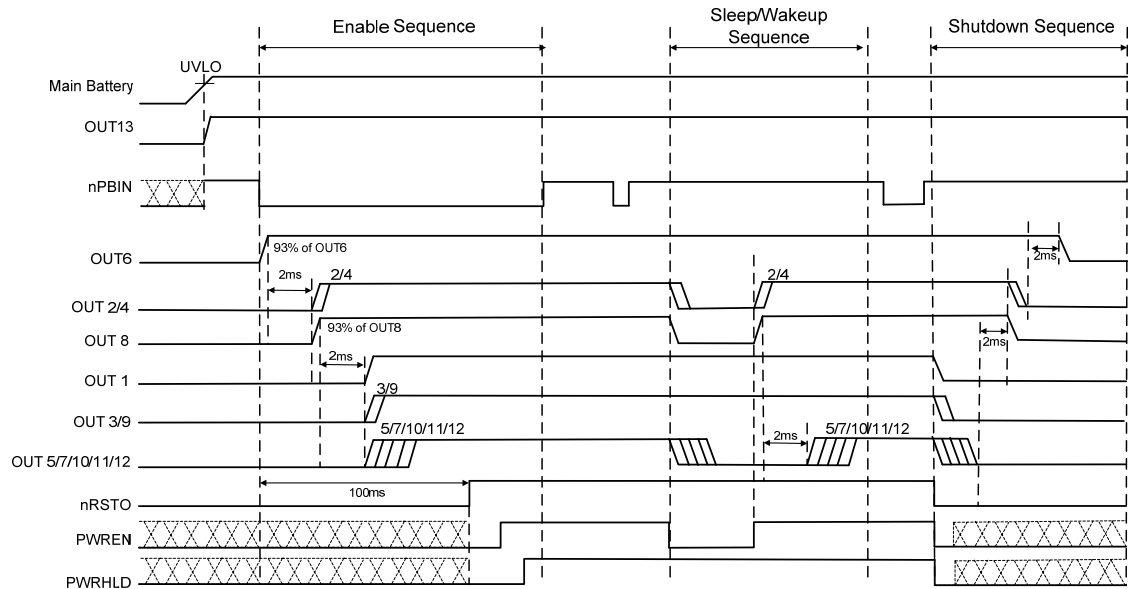 Enable Sequence
Sleep/Wakeup
Sequence
Shutdown Sequence
UVLO
Main Battery
OUT13
nPBIN
93% of OUT6
OUT6
2ms
2ms
2/4
2/4
OUT 2/4
93% of OUT8
OUT 8
2ms
2ms
OUT 1
3/9
OUT 3/9
5/7/10/11/12
5/7/10/11/12
2ms
OUT 5/7/10/11/12
100ms
nRSTO
PWREN
PWRHLD